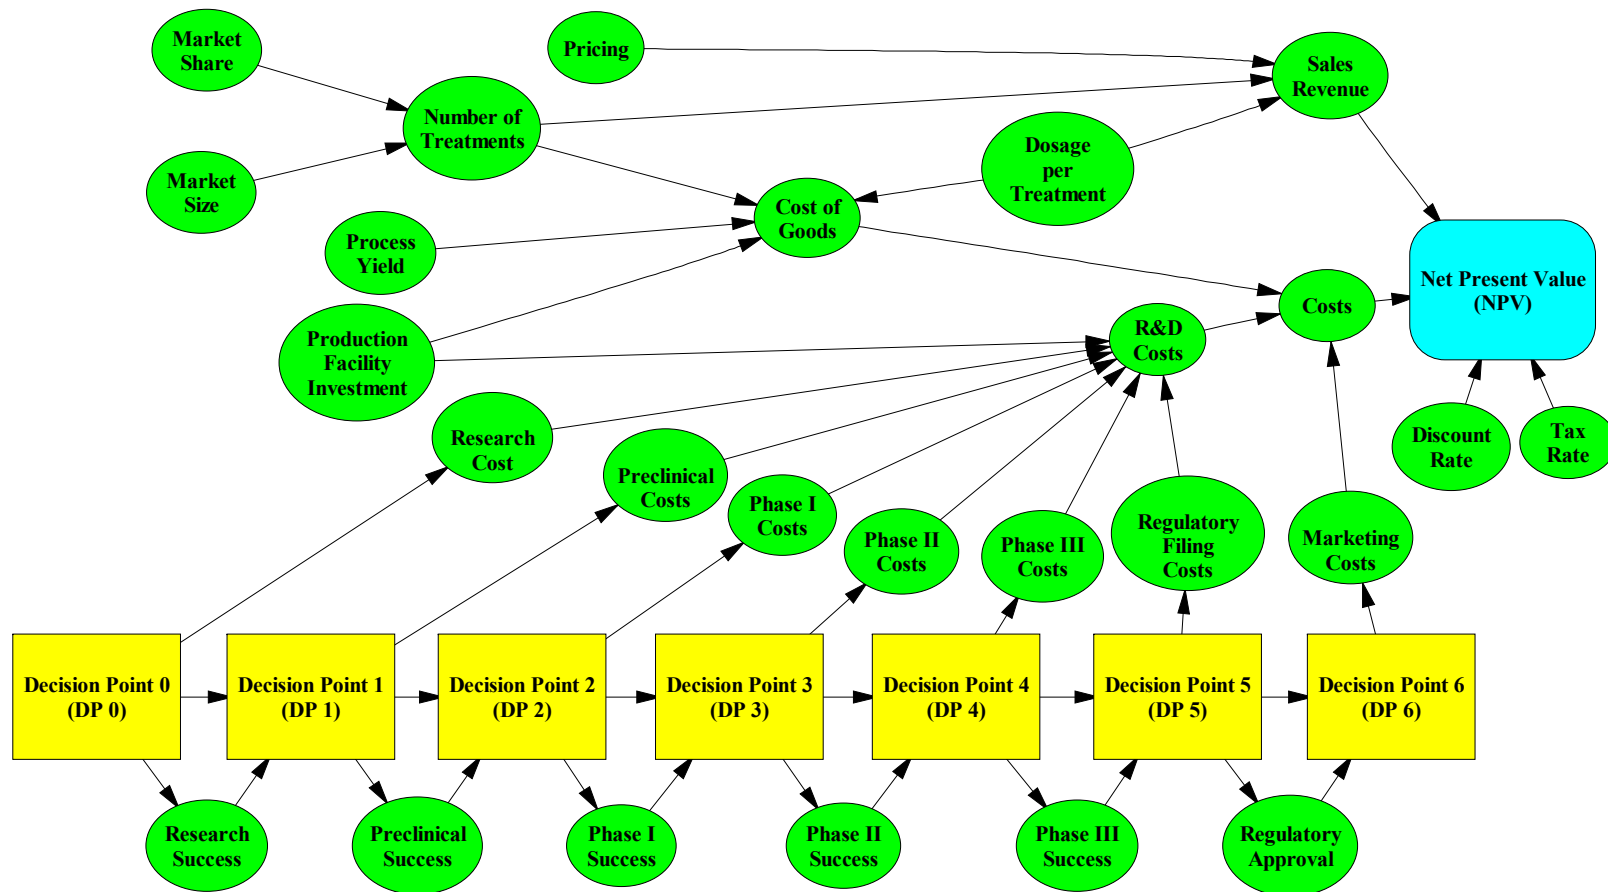 Market
Share
Pricing
Sales
Revenue
Number of
Treatments
Dosage
per
Treatment
Market
Size
Cost of
Goods
Process
Yield
Net Present Value
(NPV)
Costs
Production
Facility
Investment
R&D
Costs
Research
Cost
Discount
Rate
Tax
Rate
Preclinical
Costs
Phase I
Costs
Phase II
Costs
Phase III
Costs
Regulatory
Filing
Costs
Marketing
Costs
Decision Point 0
(DP 0)
Decision Point 1
(DP 1)
Decision Point 2
(DP 2)
Decision Point 3
(DP 3)
Decision Point 4
(DP 4)
Decision Point 5
(DP 5)
Decision Point 6
(DP 6)
Research
Success
Preclinical
Success
Phase I
Success
Phase II
Success
Phase III
Success
Regulatory
Approval